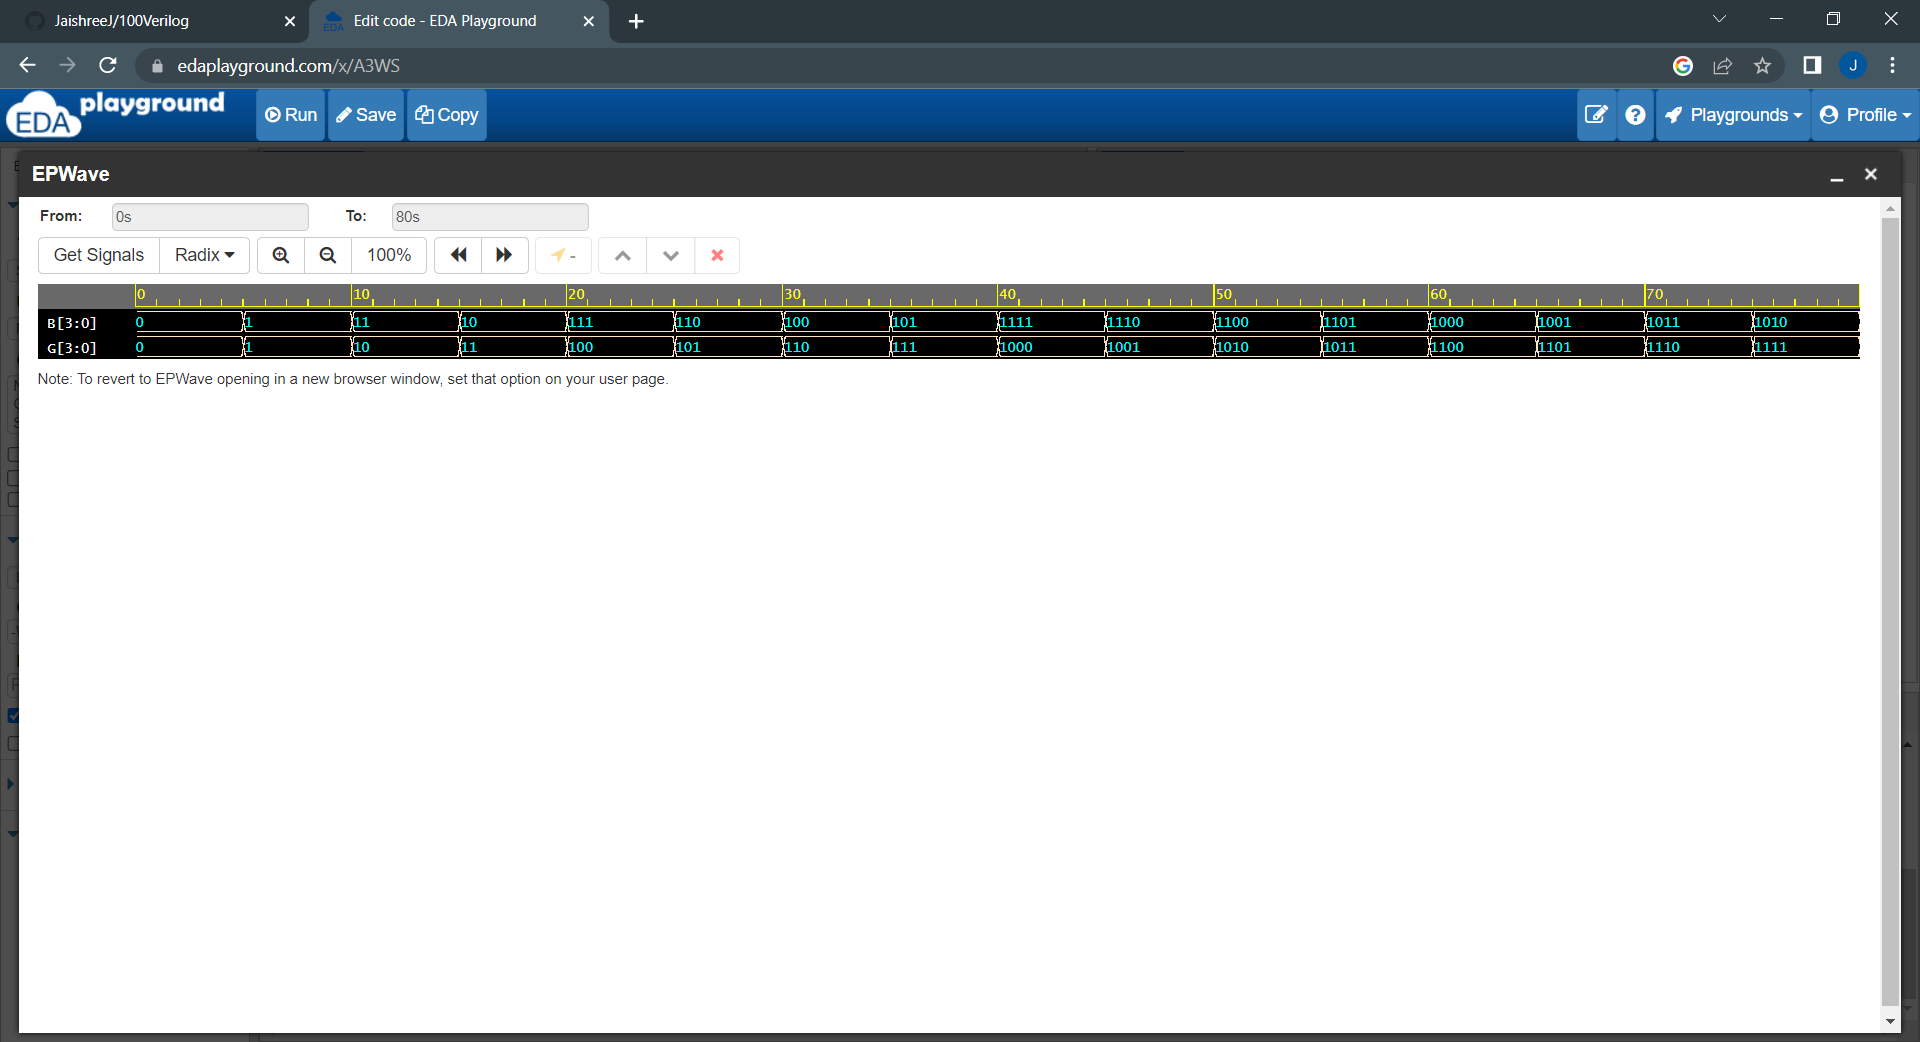 JaishreeJ/100Verilog
Edit code - EDA Playground
edaplayground.com/x/A3WS
J
EDA playground
Run
Save
Copy
Playgrounds
Profile
EPWave
From:
0s
To:
80s
Get Signals
Radix
100%
-
0 10 20 30 40 50 60 70
B[3:0] 0 1 11 10 111 110 100 101 1111 1110 1100 1101 1000 1001 1011 1010
G[3:0] 0 1 10 11 100 101 110 111 1000 1001 1010 1011 1100 1101 1110 1111
Note: To revert to EPWave opening in a new browser window, set that option on your user page.